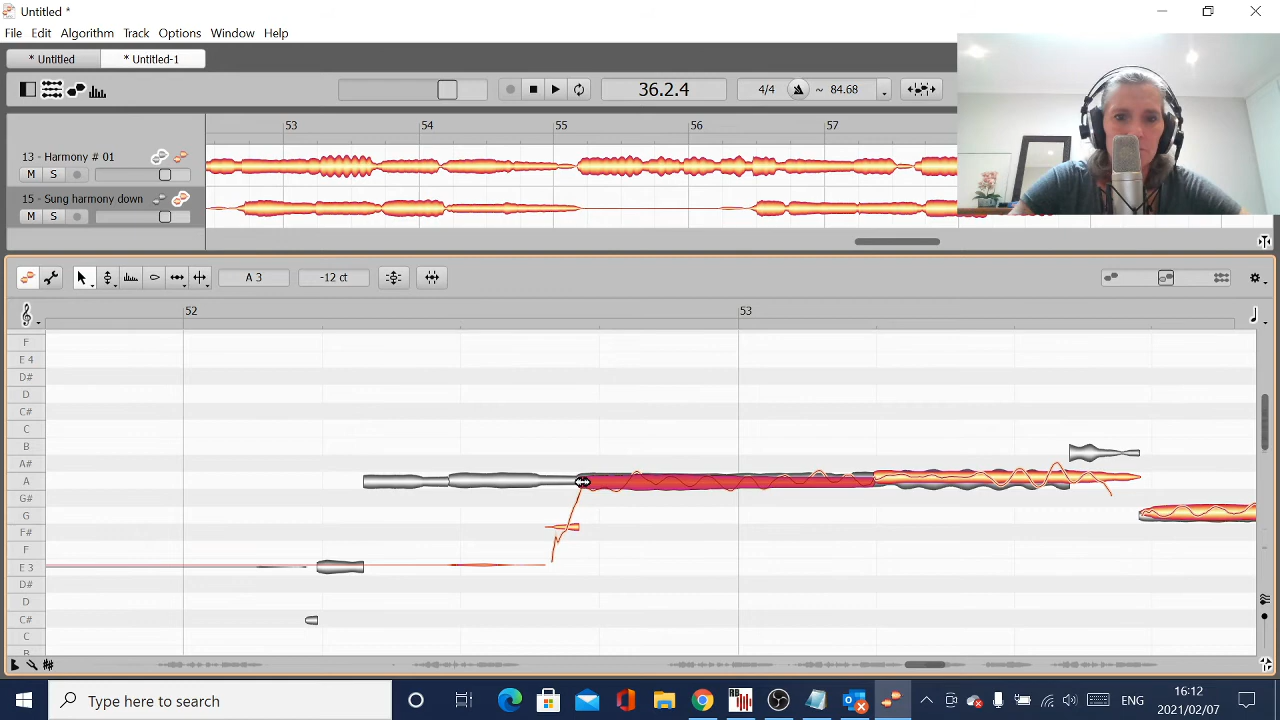 Untitled *
File Edit Algorithm Track Options Window Help
* Untitled * Untitled-1
36.2.4 4/4 ~ 84.68
53 54 55 56 57
13 - Harmony # 01
M S
15 - Sung harmony down
M S
A 3 -12 ct
52 53
F
E 4
D#
D
C#
C
B
A#
A
G#
G
F#
F
E 3
D#
D
C#
C
B
Type here to search
RB
ENG
16:12
2021/02/07